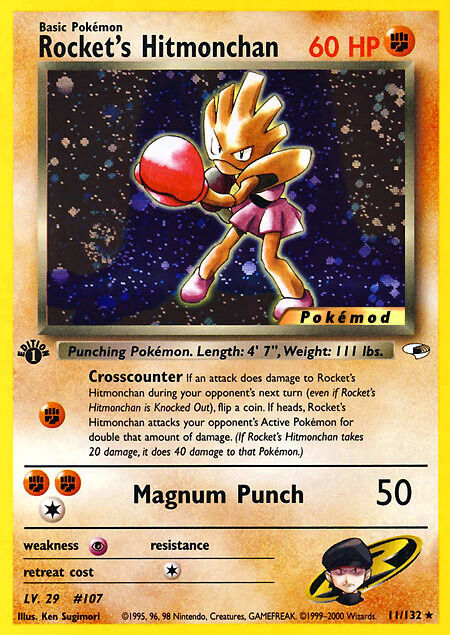 Basic Pokémon
Rocket's Hitmonchan 60 HP
Pokémod
EDITION 1
Punching Pokémon. Length: 4' 7", Weight: 111 lbs.
Crosscounter If an attack does damage to Rocket's
Hitmonchan during your opponent's next turn (even if Rocket's
Hitmonchan is Knocked Out), flip a coin. If heads, Rocket's
Hitmonchan attacks your opponent's Active Pokémon for
double that amount of damage. (If Rocket's Hitmonchan takes
20 damage, it does 40 damage to that Pokémon.)
Magnum Punch 50
weakness resistance
retreat cost
LV. 29 #107
Illus. Ken Sugimori ©1995, 96, 98 Nintendo, Creatures, GAMEFREAK. ©1999–2000 Wizards. 11/132 ★